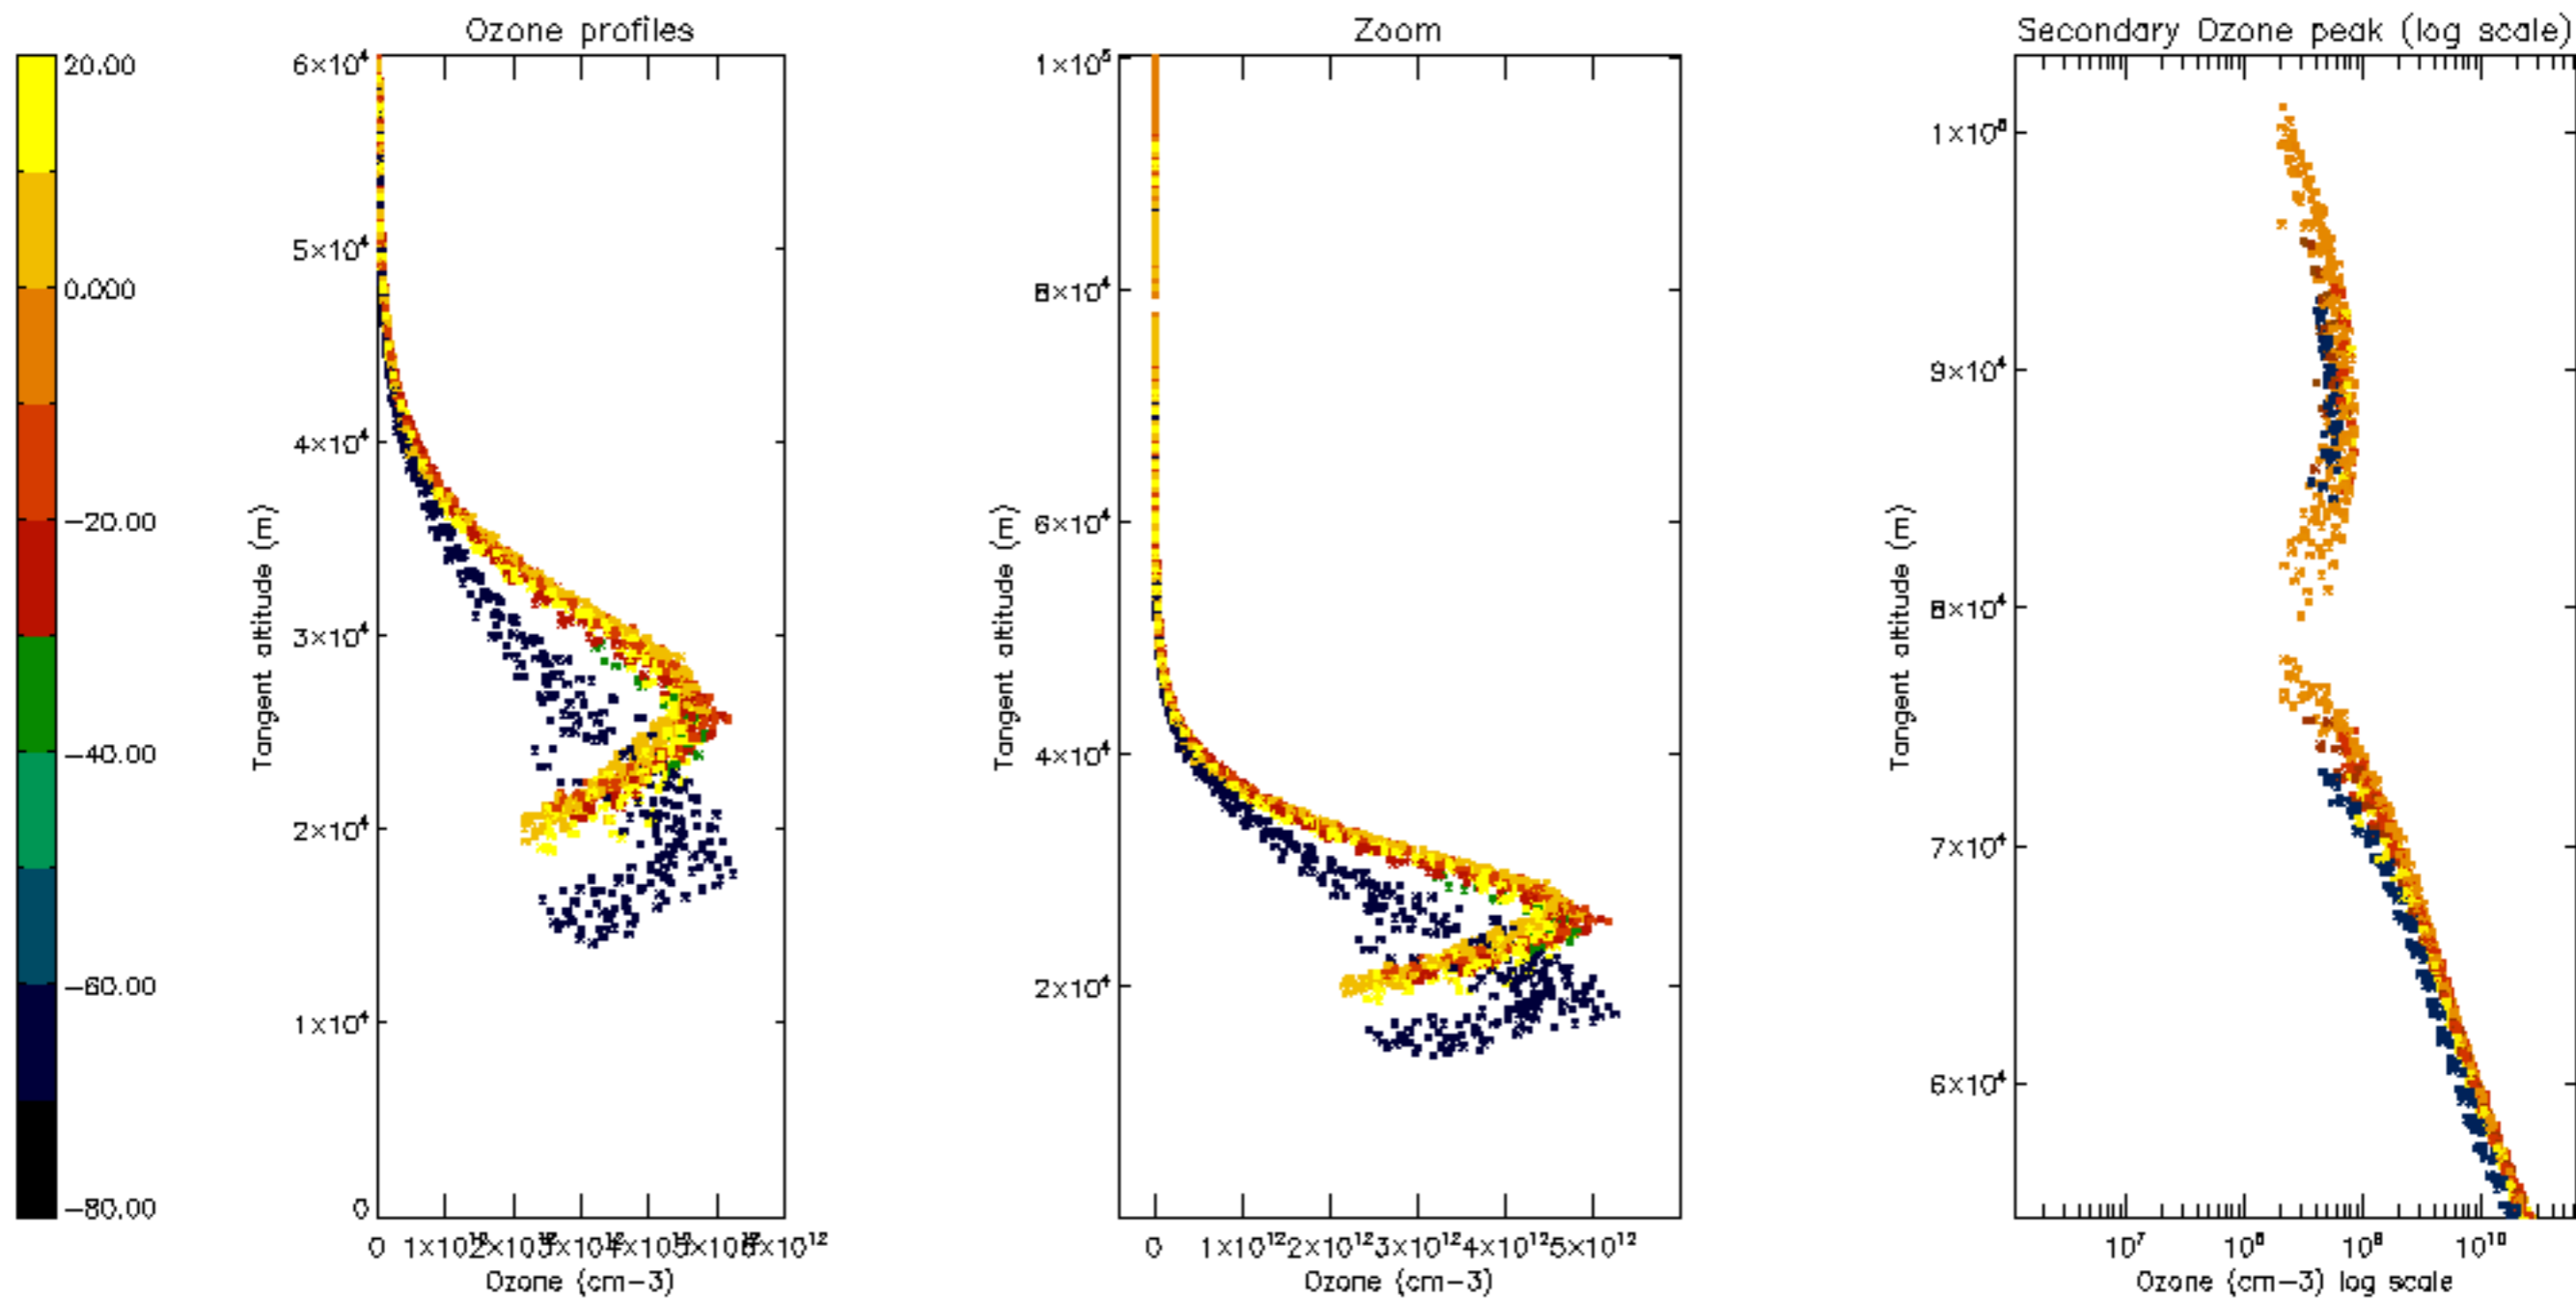 Ozone profiles
Zoom
Secondary Ozone peak (log scale)
20.00
0.000
−20.00
−40.00
−60.00
−80.00
Tangent altitude (m)
6×10⁴
5×10⁴
4×10⁴
3×10⁴
2×10⁴
1×10⁴
0
0
Ozone (cm−3)
Tangent altitude (m)
1×10⁵
8×10⁴
6×10⁴
4×10⁴
2×10⁴
0 1×10¹² 2×10¹² 3×10¹² 4×10¹² 5×10¹²
Ozone (cm−3)
Tangent altitude (m)
9×10⁴
8×10⁴
7×10⁴
6×10⁴
10⁷ 10⁸ 10⁹ 10¹⁰
Ozone (cm−3) log scale